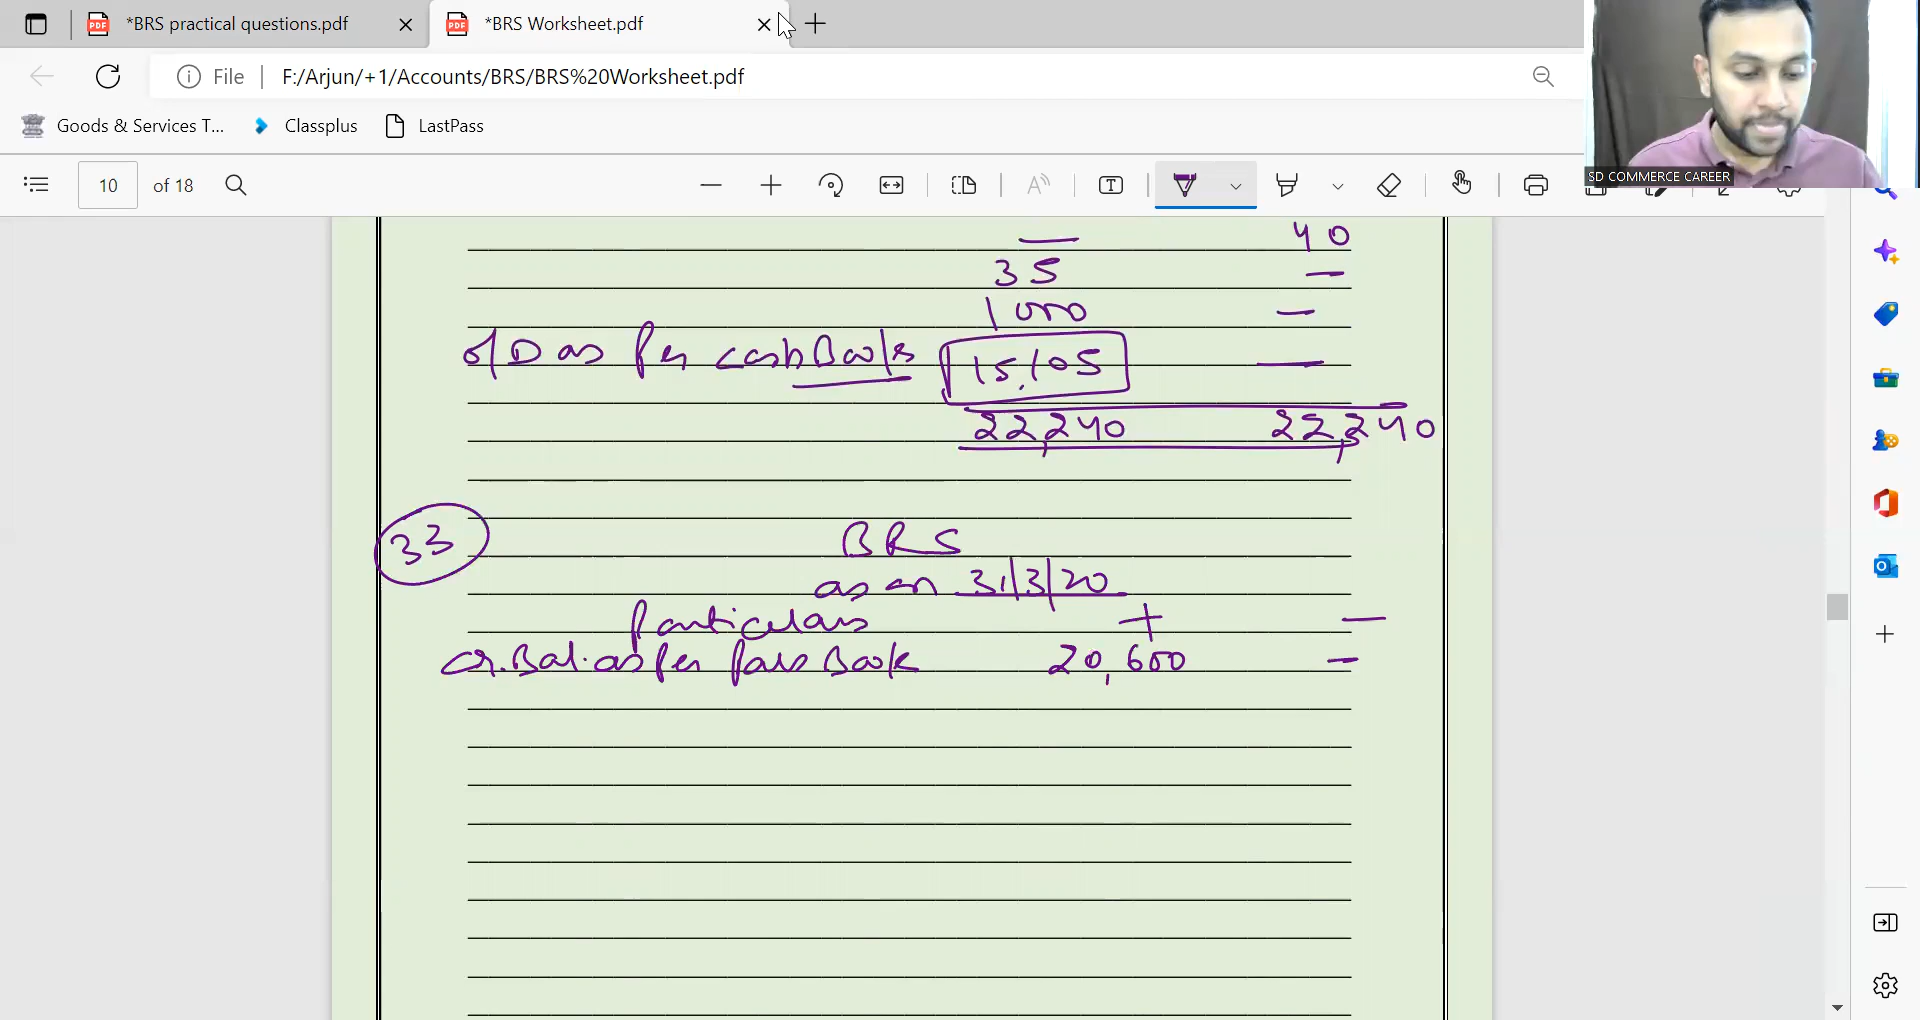 *BRS practical questions.pdf
*BRS Worksheet.pdf
File F:/Arjun/+1/Accounts/BRS/BRS%20Worksheet.pdf
Goods & Services T... Classplus LastPass
10 of 18
SD COMMERCE CAREER
— 40
35 —
1000 —
O/D as Per cash Book 15,105 —
22,240 22,240
33 BRS
as on 31/3/20
Particulars + —
Cr. Bal. as Per Pass Book 20,600 —